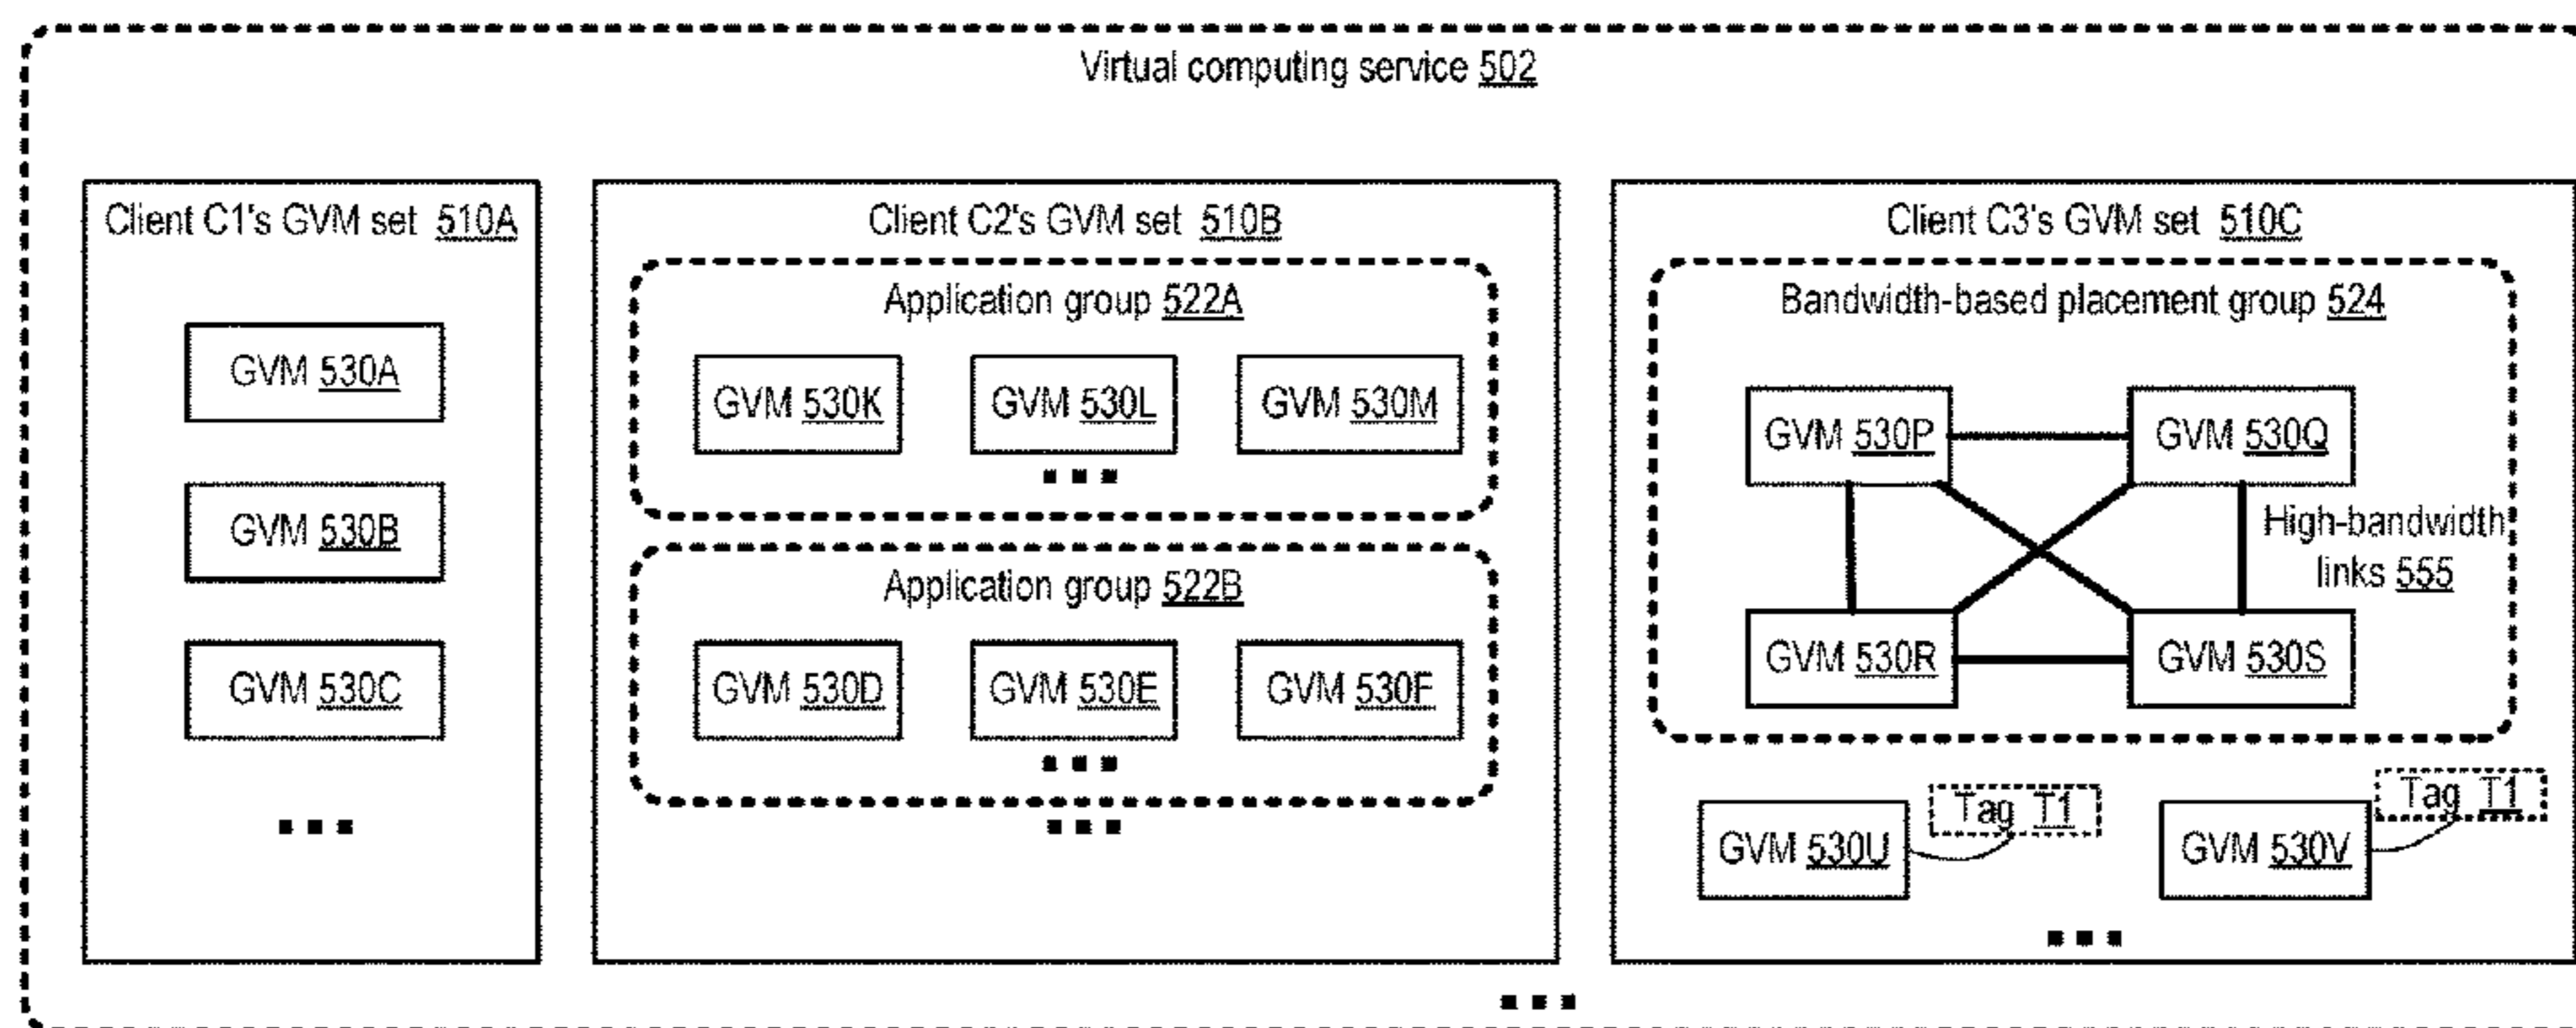 Virtual computing service 502
Client C1's GVM set 510A
GVM 530A
GVM 530B
GVM 530C
Client C2's GVM set 510B
Application group 522A
GVM 530K
GVM 530L
GVM 530M
Application group 522B
GVM 530D
GVM 530E
GVM 530F
Client C3's GVM set 510C
Bandwidth-based placement group 524
GVM 530P
GVM 530Q
High-bandwidth
links 555
GVM 530R
GVM 530S
Tag T1
Tag T1
GVM 530U
GVM 530V